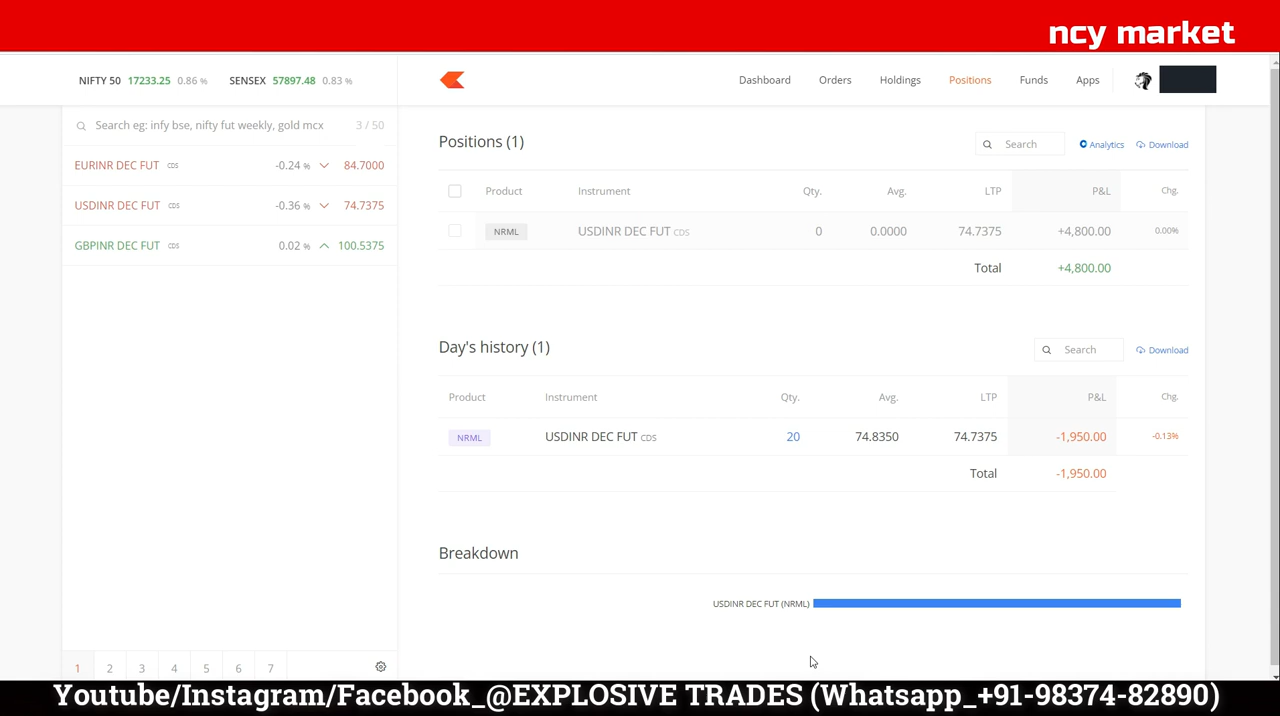 ncy market
NIFTY 50 17233.25 0.86 % SENSEX 57897.48 0.83 %
Dashboard Orders Holdings Positions Funds Apps
Search eg: infy bse, nifty fut weekly, gold mcx 3 / 50
EURINR DEC FUT CDS -0.24 % 84.7000
USDINR DEC FUT CDS -0.36 % 74.7375
GBPINR DEC FUT CDS 0.02 % 100.5375
1 2 3 4 5 6 7
Positions (1) Search Analytics Download
Product Instrument Qty. Avg. LTP P&L Chg.
NRML USDINR DEC FUT CDS 0 0.0000 74.7375 +4,800.00 0.00%
Total +4,800.00
Day's history (1) Search Download
Product Instrument Qty. Avg. LTP P&L Chg.
NRML USDINR DEC FUT CDS 20 74.8350 74.7375 -1,950.00 -0.13%
Total -1,950.00
Breakdown
USDINR DEC FUT (NRML)
Youtube/Instagram/Facebook_@EXPLOSIVE TRADES (Whatsapp_+91-98374-82890)